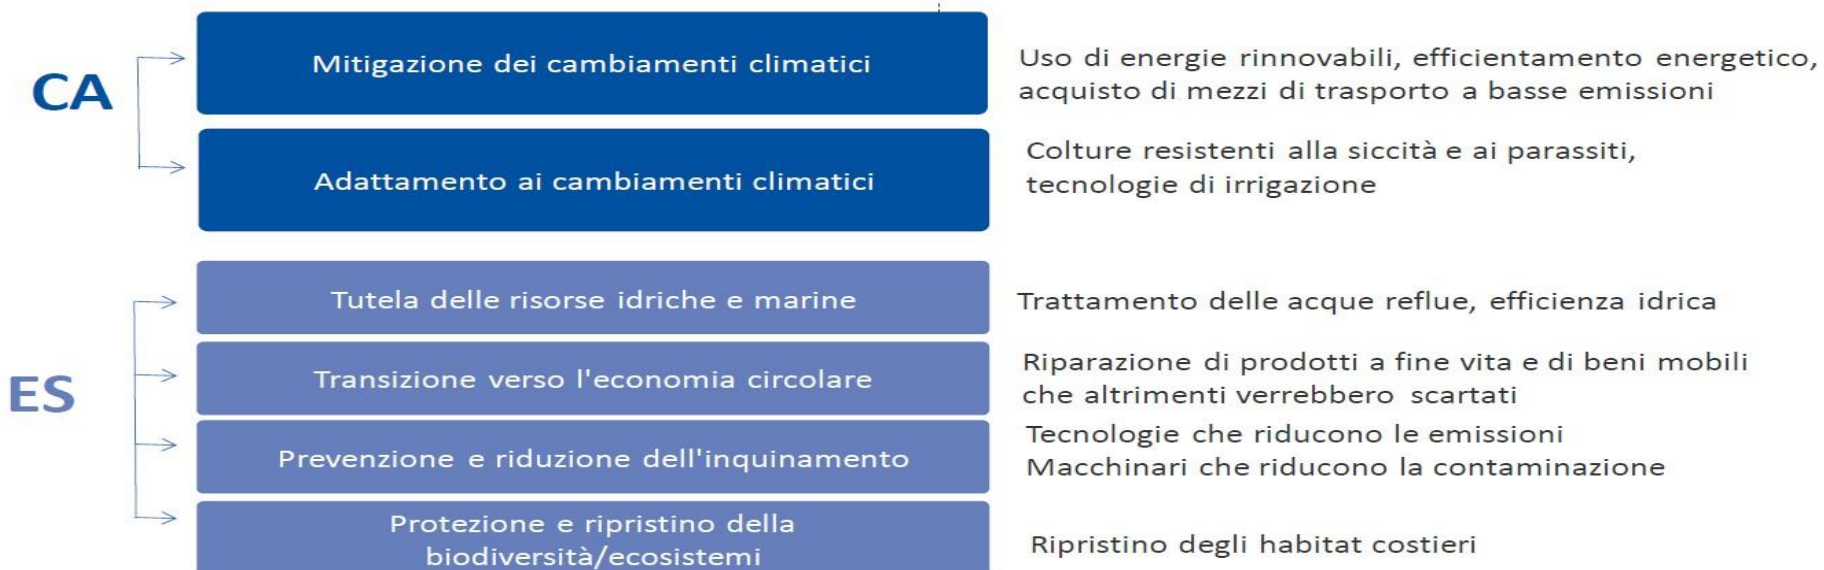 CA
Mitigazione dei cambiamenti climatici
Uso di energie rinnovabili, efficientamento energetico,
acquisto di mezzi di trasporto a basse emissioni
Adattamento ai cambiamenti climatici
Colture resistenti alla siccità e ai parassiti,
tecnologie di irrigazione
ES
Tutela delle risorse idriche e marine
Trattamento delle acque reflue, efficienza idrica
Transizione verso l'economia circolare
Riparazione di prodotti a fine vita e di beni mobili
che altrimenti verrebbero scartati
Prevenzione e riduzione dell'inquinamento
Tecnologie che riducono le emissioni
Macchinari che riducono la contaminazione
Protezione e ripristino della
biodiversità/ecosistemi
Ripristino degli habitat costieri